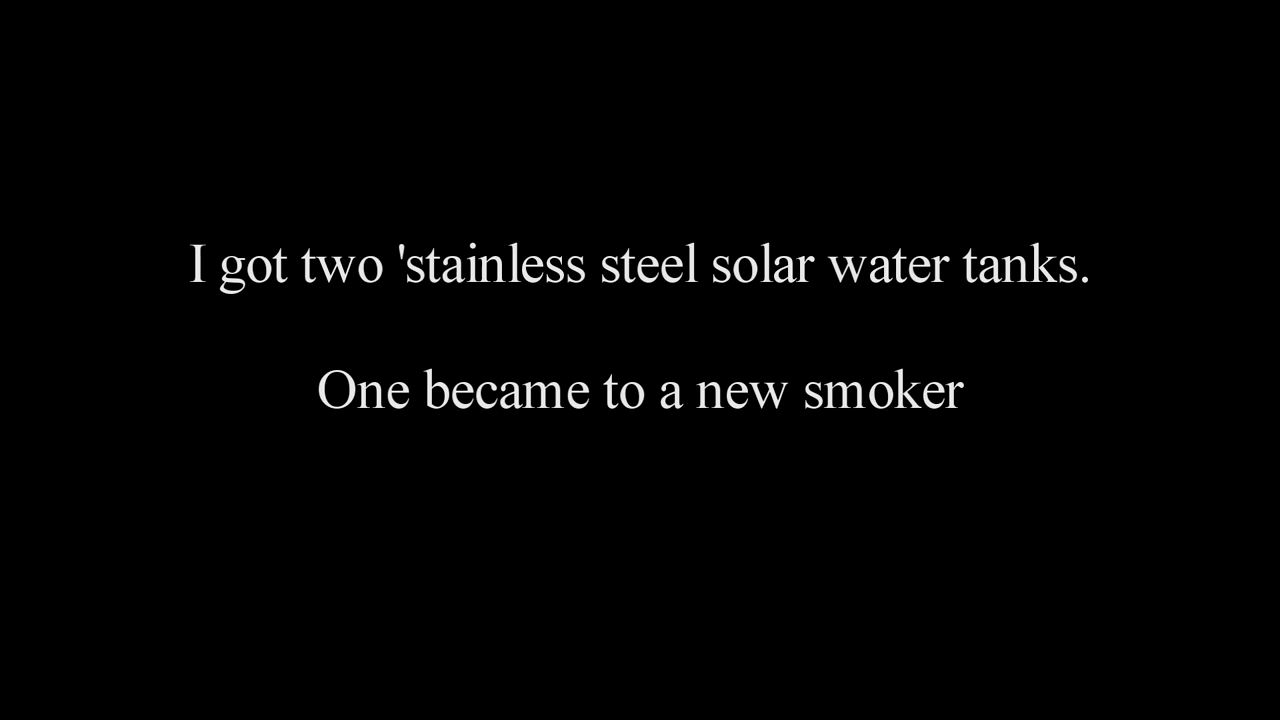 I got two 'stainless steel solar water tanks.
One became to a new smoker